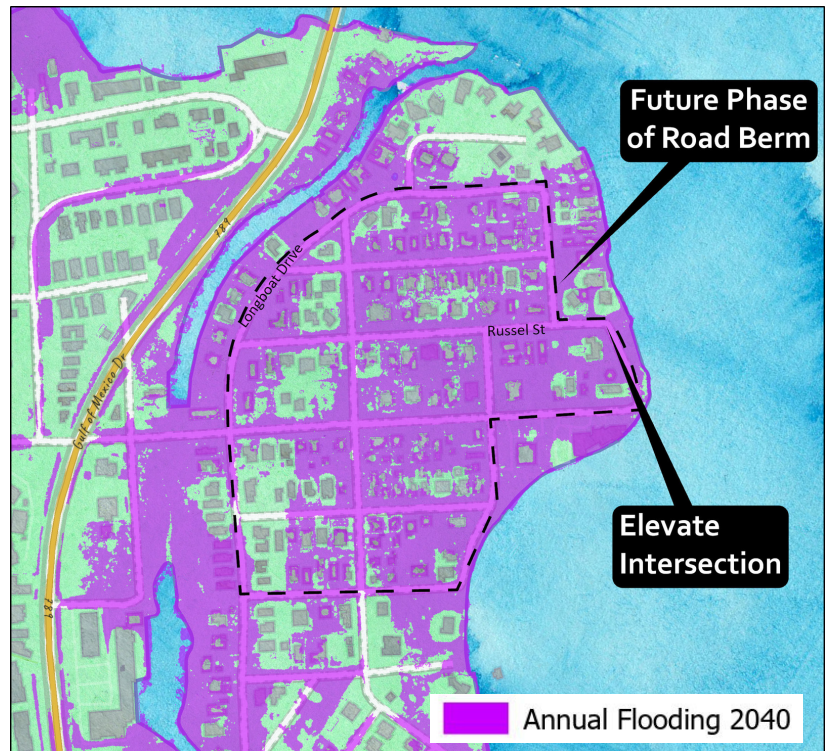 Future Phase
of Road Berm
789
Longboat Drive
Russel St
Gulf of Mexico Dr
Elevate
Intersection
789
Annual Flooding 2040